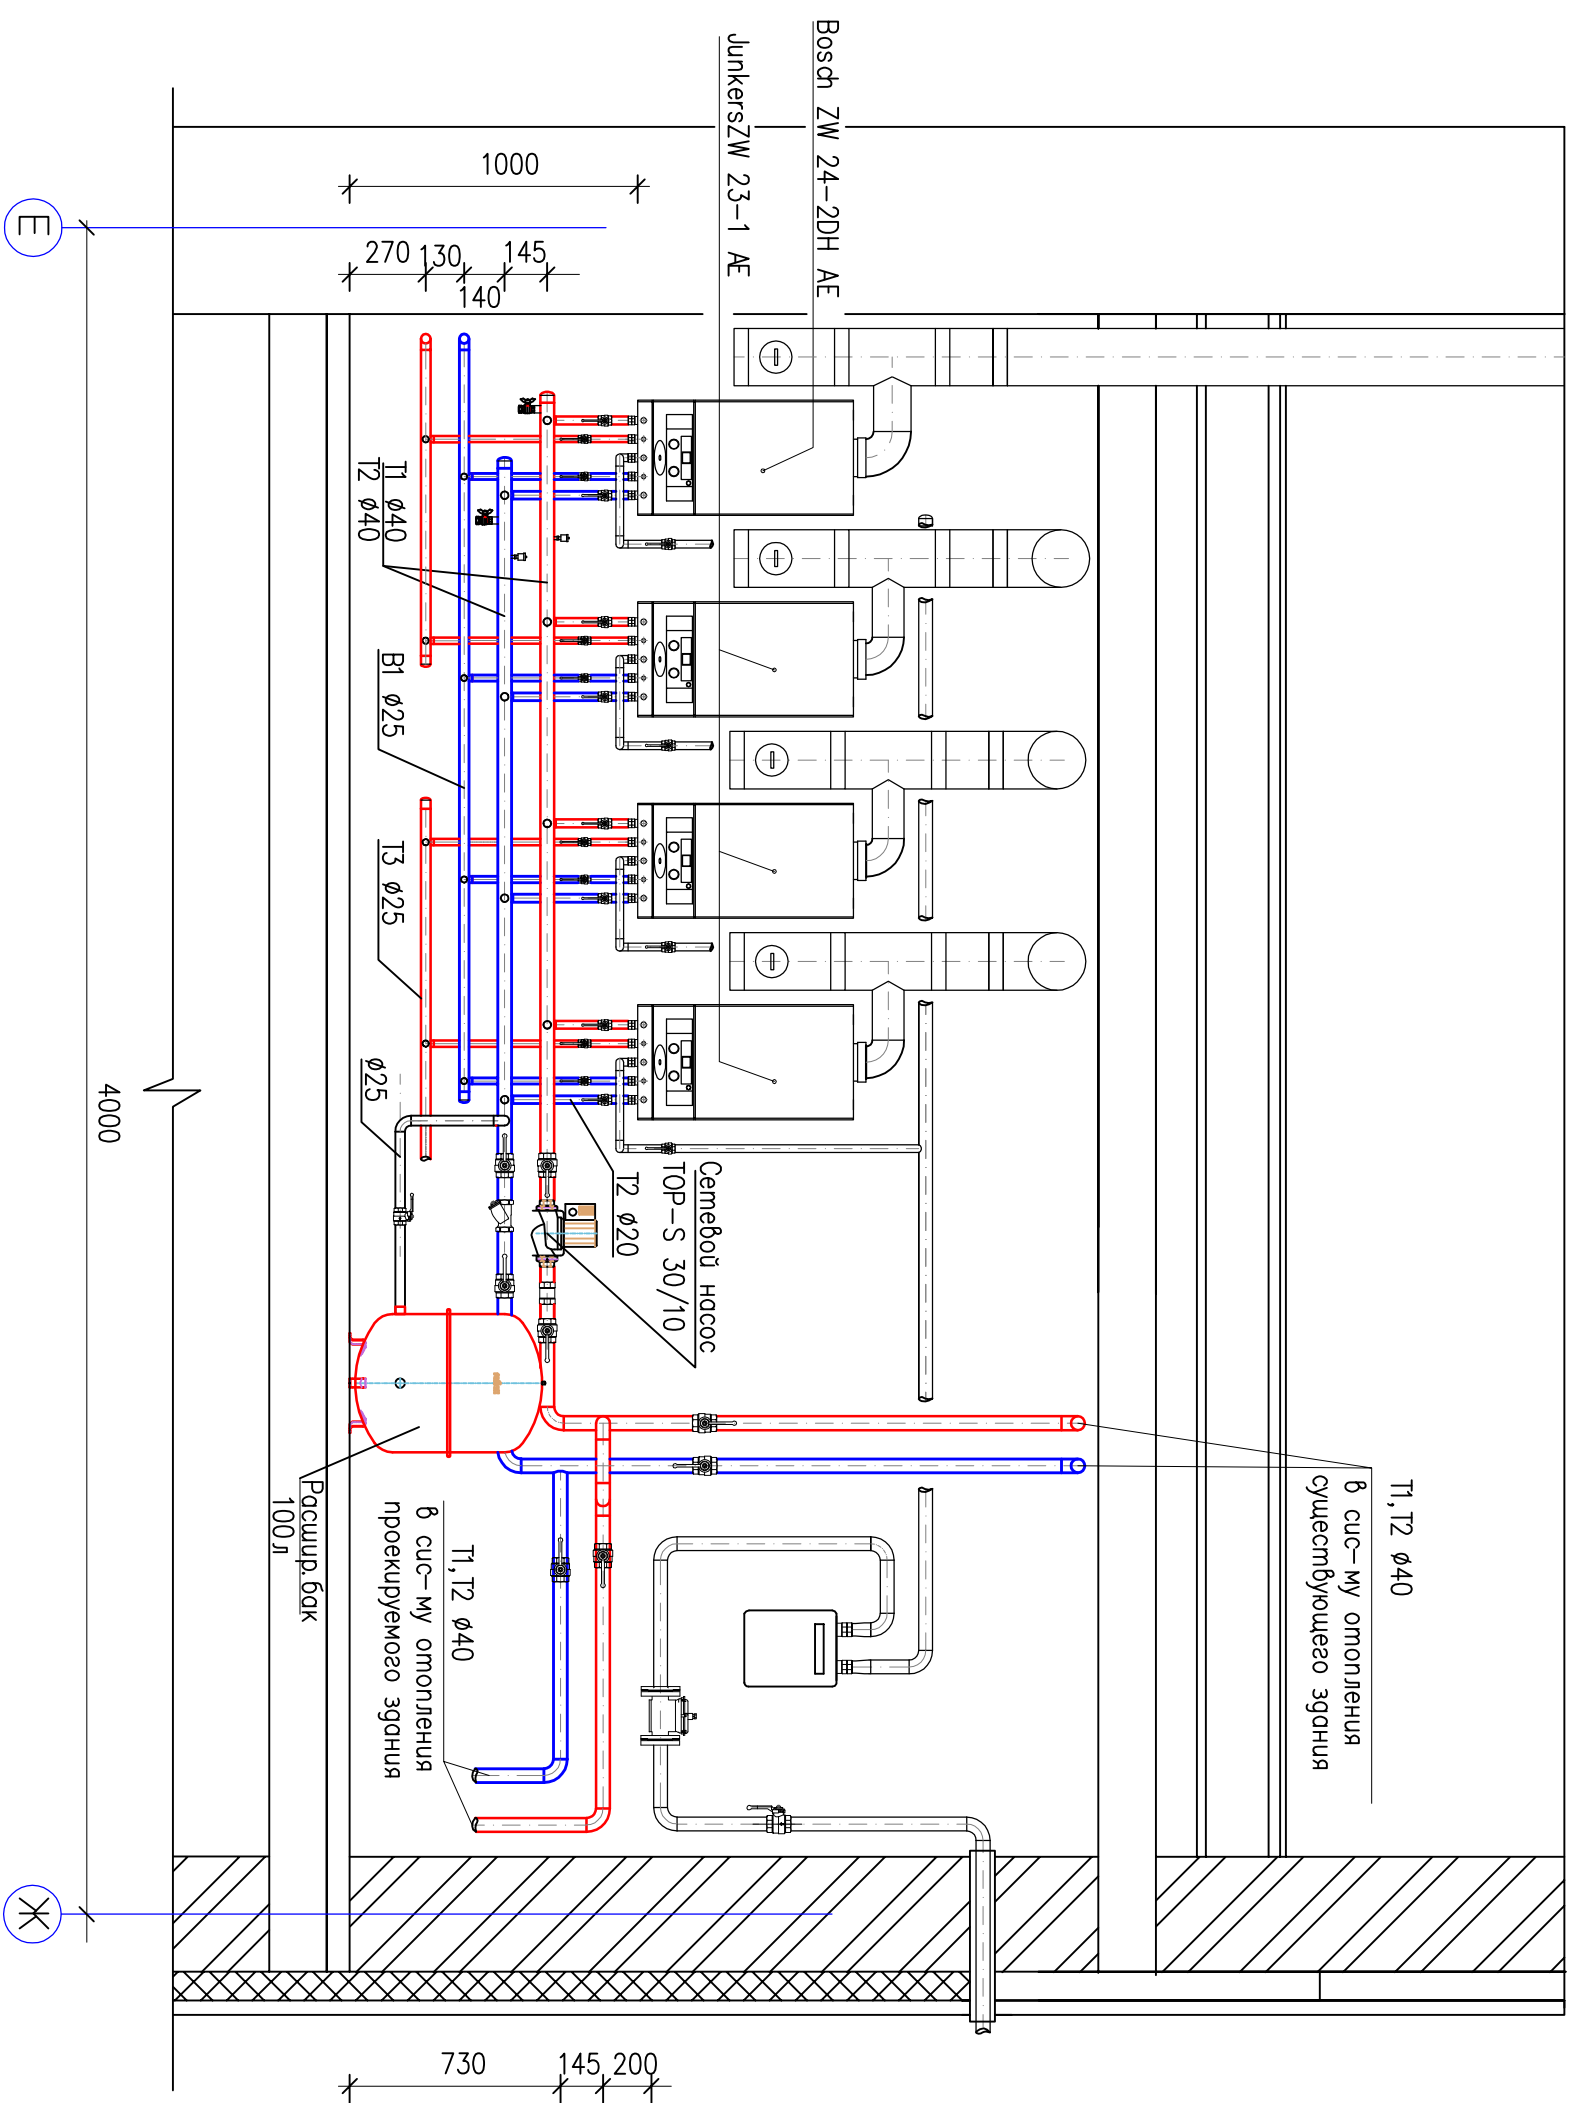 Bosch ZW 24-2DH AE
JunkersZW 23-1 AE
1000
270
130
140
145
E
Т1 ø40
Т2 ø40
В1 ø25
Т3 ø25
ø25
4000
Т2 ø20
Сетевой насос
TOP-S 30/10
Т1,Т2 ø40
в сис-му отопления
существующего здания
Расшир. бак
100 л
Т1,Т2 ø40
в сис-му отопления
проекируемого здания
Ж
730
145
200